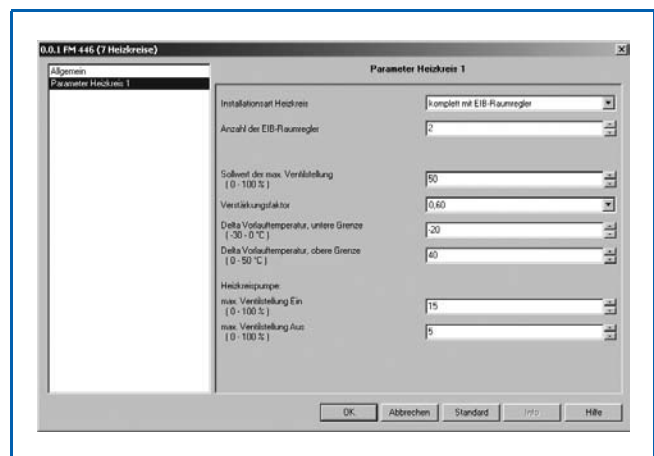 0.0.1 FM 446 (7 Heizkreise)
Allgemein
Parameter Heizkreis 1
Parameter Heizkreis 1
Installationsart Heizkreis
komplett mit EIB-Raumregler
Anzahl der EIB-Raumregler
2
Sollwert der max. Ventilstellung
( 0 - 100 % )
50
Verstärkungsfaktor
0,60
Delta Vorlauftemperatur, untere Grenze
( -30 - 0 °C )
-20
Delta Vorlauftemperatur, obere Grenze
( 0 - 50 °C )
40
Heizkreispumpe:
max. Ventilstellung Ein
( 0 - 100 % )
15
max. Ventilstellung Aus
( 0 - 100 % )
5
OK
Abbrechen
Standard
Info
Hilfe